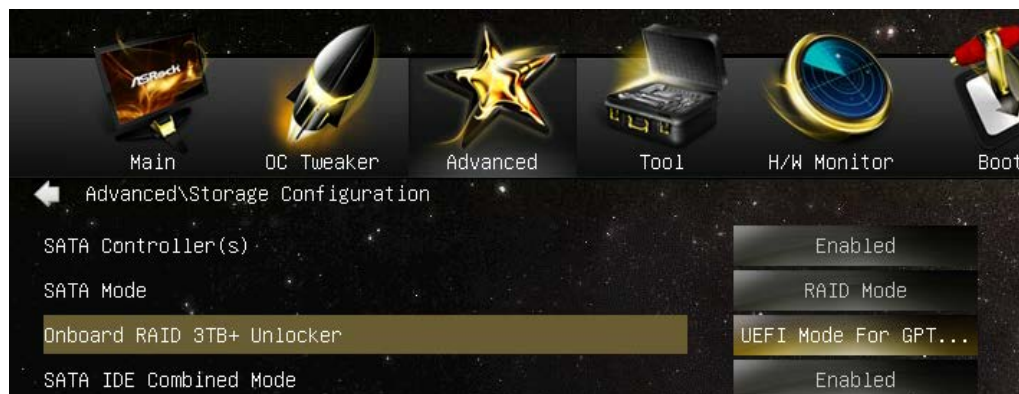 ASRock
Main OC Tweaker Advanced Tool H/W Monitor Boot
Advanced\Storage Configuration
SATA Controller(s) Enabled
SATA Mode RAID Mode
Onboard RAID 3TB+ Unlocker UEFI Mode For GPT...
SATA IDE Combined Mode Enabled